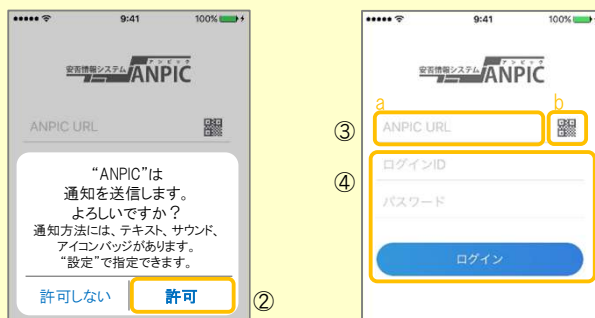 9:41
100%
安否情報システム
アンピック
ANPIC
ANPIC URL
“ANPIC”は
通知を送信します。
よろしいですか？
通知方法には、テキスト、サウンド、
アイコンバッジがあります。
“設定”で指定できます。
許可しない
許可
②
9:41
100%
安否情報システム
アンピック
ANPIC
a
b
③
ANPIC URL
④
ログインID
パスワード
ログイン